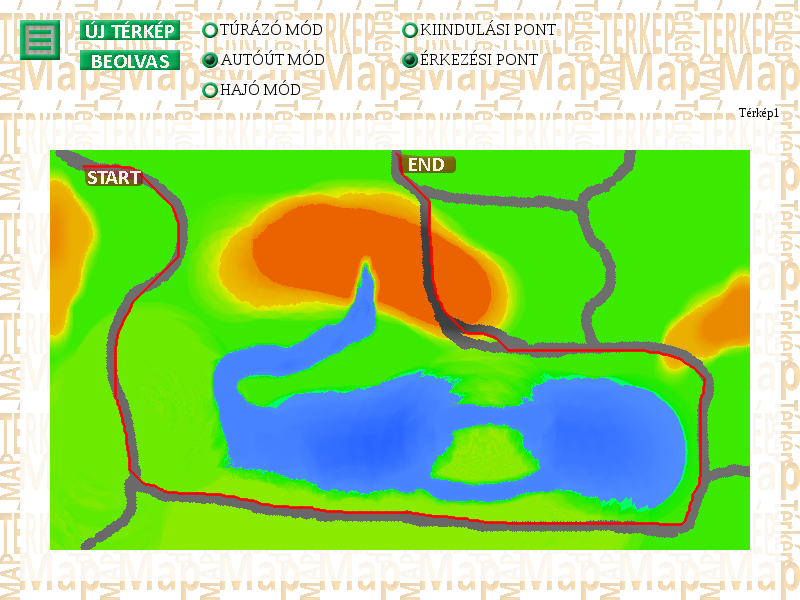 ÚJ TÉRKÉP
BEOLVAS
TÚRÁZÓ MÓD
AUTÓÚT MÓD
HAJÓ MÓD
KIINDULÁSI PONT
ÉRKEZÉSI PONT
Térkép1
START
END